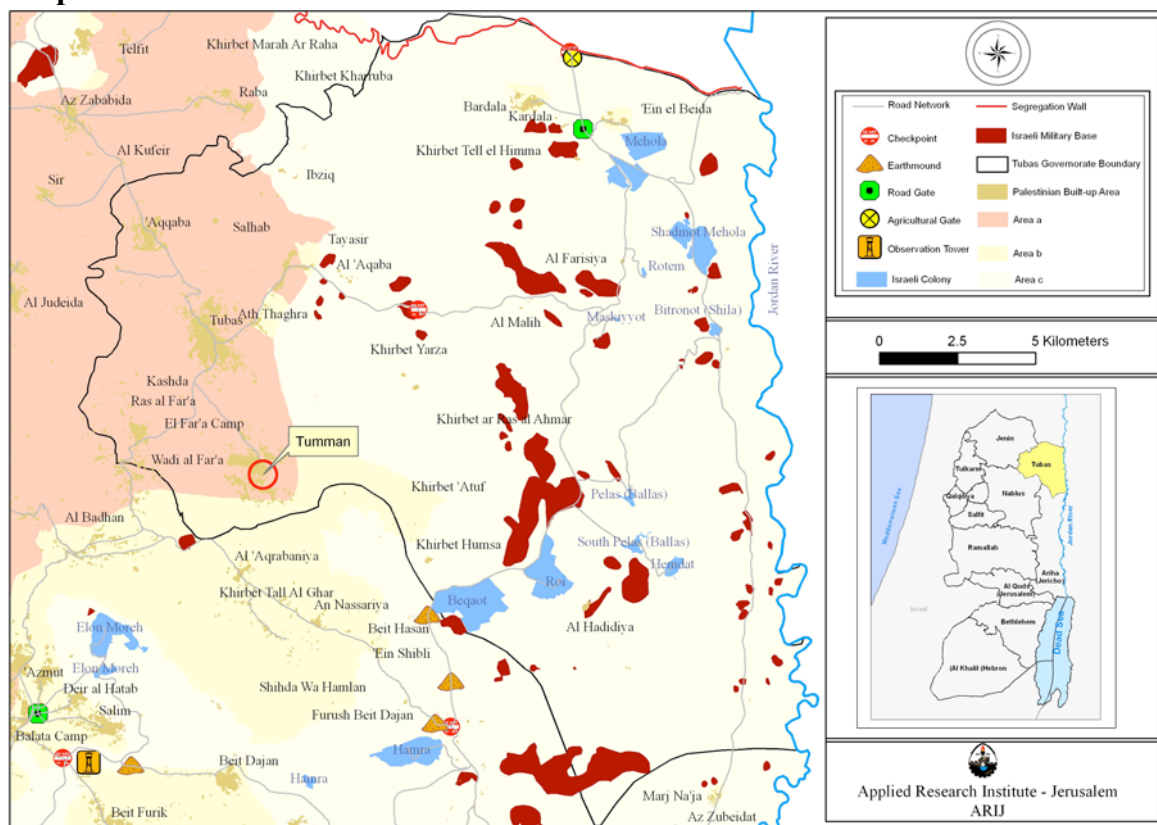 Telfit
Khirbet Marah Ar Raha
Khirbet Kharruba
Az Zababida
Raba
Bardala
Kardala
'Ein el Beida
Al Kufeir
Khirbet Tell el Himma
Mehola
Sir
Ibziq
'Aqqaba
Salhab
Tayasir
Al 'Aqaba
Shadmot Mehola
Al Farisiya
Rotem
Jordan River
Al Judeida
Tubas
Ath Thaghra
Al Malih
Maskiyyot
Bitronot (Shila)
Khirbet Yarza
Kashda
Ras al Far'a
El Far'a Camp
Khirbet ar Ras al Ahmar
Tumman
Wadi al Far'a
Khirbet 'Atuf
Pelas (Ballas)
Al Badhan
Khirbet Humsa
South Pelas (Ballas)
Hemdat
Al 'Aqrabaniya
Khirbet Tall Al Ghar
Roi
An Nassariya
Beqaot
Beit Hasan
Al Hadidiya
Elon Moreh
'Ein Shibli
Elon Moreh
'Azmut
Deir al Hatab
Shihda Wa Hamlan
Salim
Furush Beit Dajan
Balata Camp
Hamra
Beit Dajan
Hamra
Marj Na'ja
Beit Furik
Az Zubeidat
Road Network
Segregation Wall
Checkpoint
Israeli Military Base
Earthmound
Tubas Governorate Boundary
Road Gate
Palestinian Built-up Area
Agricultural Gate
Area a
Observation Tower
Area b
Israeli Colony
Area c
0 2.5 5 Kilometers
Mediterranean Sea
Jenin
Tubas
Tulkarm
Nablus
Qalqiliya
Salfit
Jordan River
Ramallah
Ariha
(Jericho)
Al Quds
(Jerusalem)
Israel
Bethlehem
Dead Sea
(Al Khalil (Hebron
Applied Research Institute - Jerusalem
ARIJ